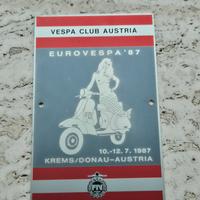 VESPA CLUB AUSTRIA
EUROVESPA '87
10.-12.7.1987
KREMS/DONAU-AUSTRIA